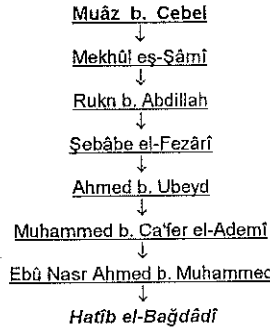 Muâz b. Cebel
↓
Mekhûl eş-Şâmî
↓
Rukn b. Abdillah
↓
Şebâbe el-Fezârî
↓
Ahmed b. Ubeyd
↓
Muhammed b. Ca'fer el-Ademî
↓
Ebû Nasr Ahmed b. Muhammed
↓
Hatîb el-Bağdâdî